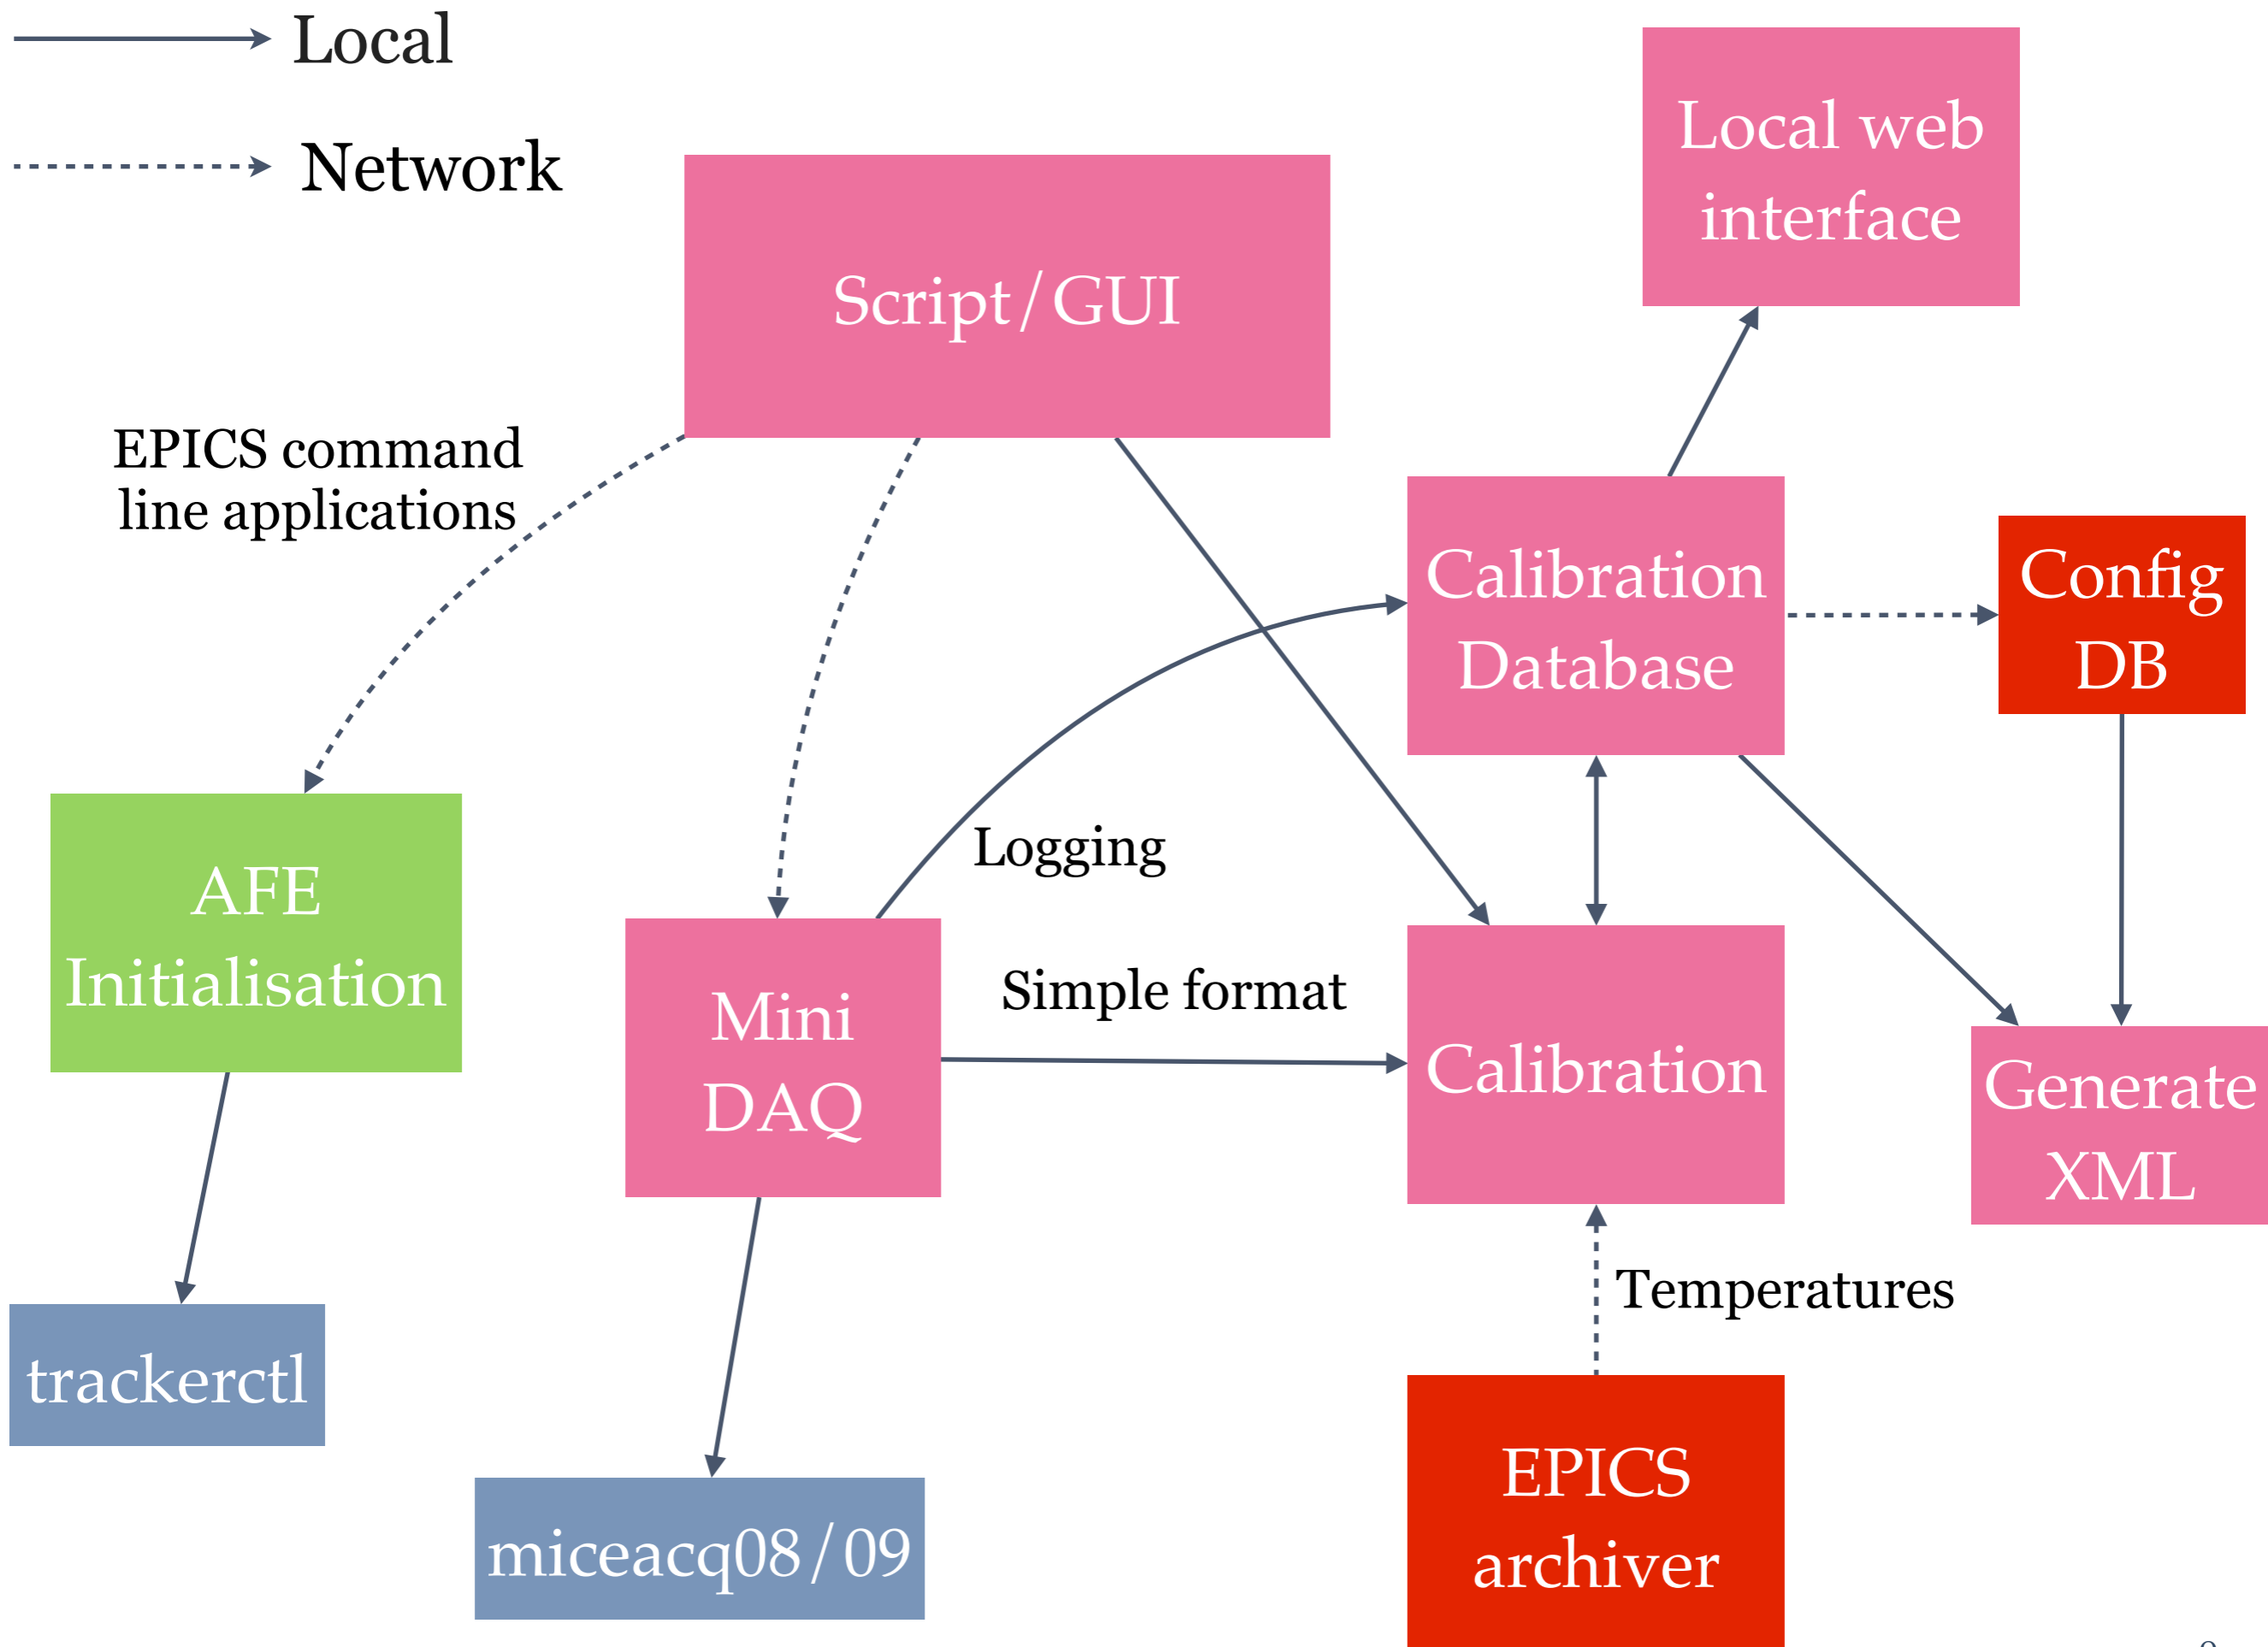 Local
Network
Script/GUI
Local web
interface
EPICS command
line applications
Calibration
Database
Config
DB
AFE
Initialisation
Logging
Simple format
Mini
DAQ
Calibration
Generate
XML
Temperatures
trackerctl
miceacq08/09
EPICS
archiver